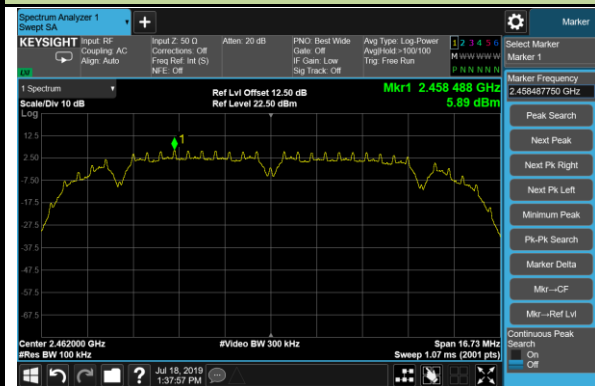 Spectrum Analyzer 1
Swept SA
+
Marker
KEYSIGHT
Input: RF
Coupling: AC
Align: Auto
Input Z: 50 Ω
Corrections: Off
Freq Ref: Int (S)
NFE: Off
Atten: 20 dB
PNO: Best Wide
Gate: Off
IF Gain: Low
Sig Track: Off
Avg Type: Log-Power
Avg|Hold:>100/100
Trig: Free Run
1 2 3 4 5 6
M W W W W W
P N N N N N
LXI
Select Marker
Marker 1
Marker Frequency
2.458487750 GHz
1 Spectrum
Scale/Div 10 dB
Log
Ref Lvl Offset 12.50 dB
Ref Level 22.50 dBm
Mkr1 2.458 488 GHz
5.89 dBm
12.5
2.50
-7.50
-17.5
-27.5
-37.5
-47.5
-57.5
-67.5
1
Peak Search
Next Peak
Next Pk Right
Next Pk Left
Minimum Peak
Pk-Pk Search
Marker Delta
Mkr→CF
Mkr→Ref Lvl
Continuous Peak
Search
On
Off
Center 2.462000 GHz
#Res BW 100 kHz
#Video BW 300 kHz
Span 16.73 MHz
Sweep 1.07 ms (2001 pts)
?
Jul 18, 2019
1:37:57 PM